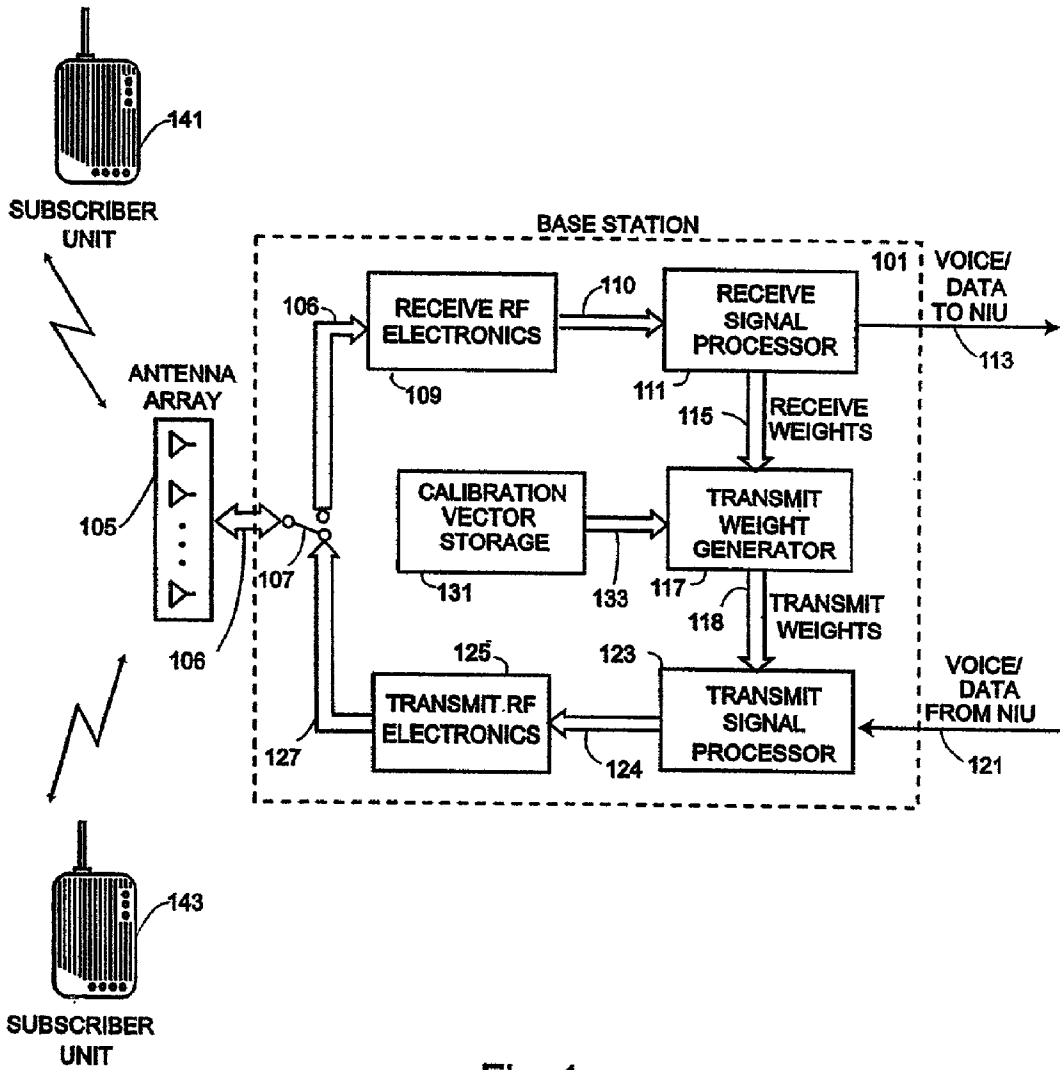 141
SUBSCRIBER
UNIT
BASE STATION
101
VOICE/
DATA
TO NIU
113
106
RECEIVE RF
ELECTRONICS
109
110
RECEIVE
SIGNAL
PROCESSOR
111
115
RECEIVE
WEIGHTS
ANTENNA
ARRAY
105
106
107
CALIBRATION
VECTOR
STORAGE
131
133
TRANSMIT
WEIGHT
GENERATOR
117
118
TRANSMIT
WEIGHTS
125
TRANSMIT RF
ELECTRONICS
127
124
123
TRANSMIT
SIGNAL
PROCESSOR
VOICE/
DATA
FROM NIU
121
143
SUBSCRIBER
UNIT